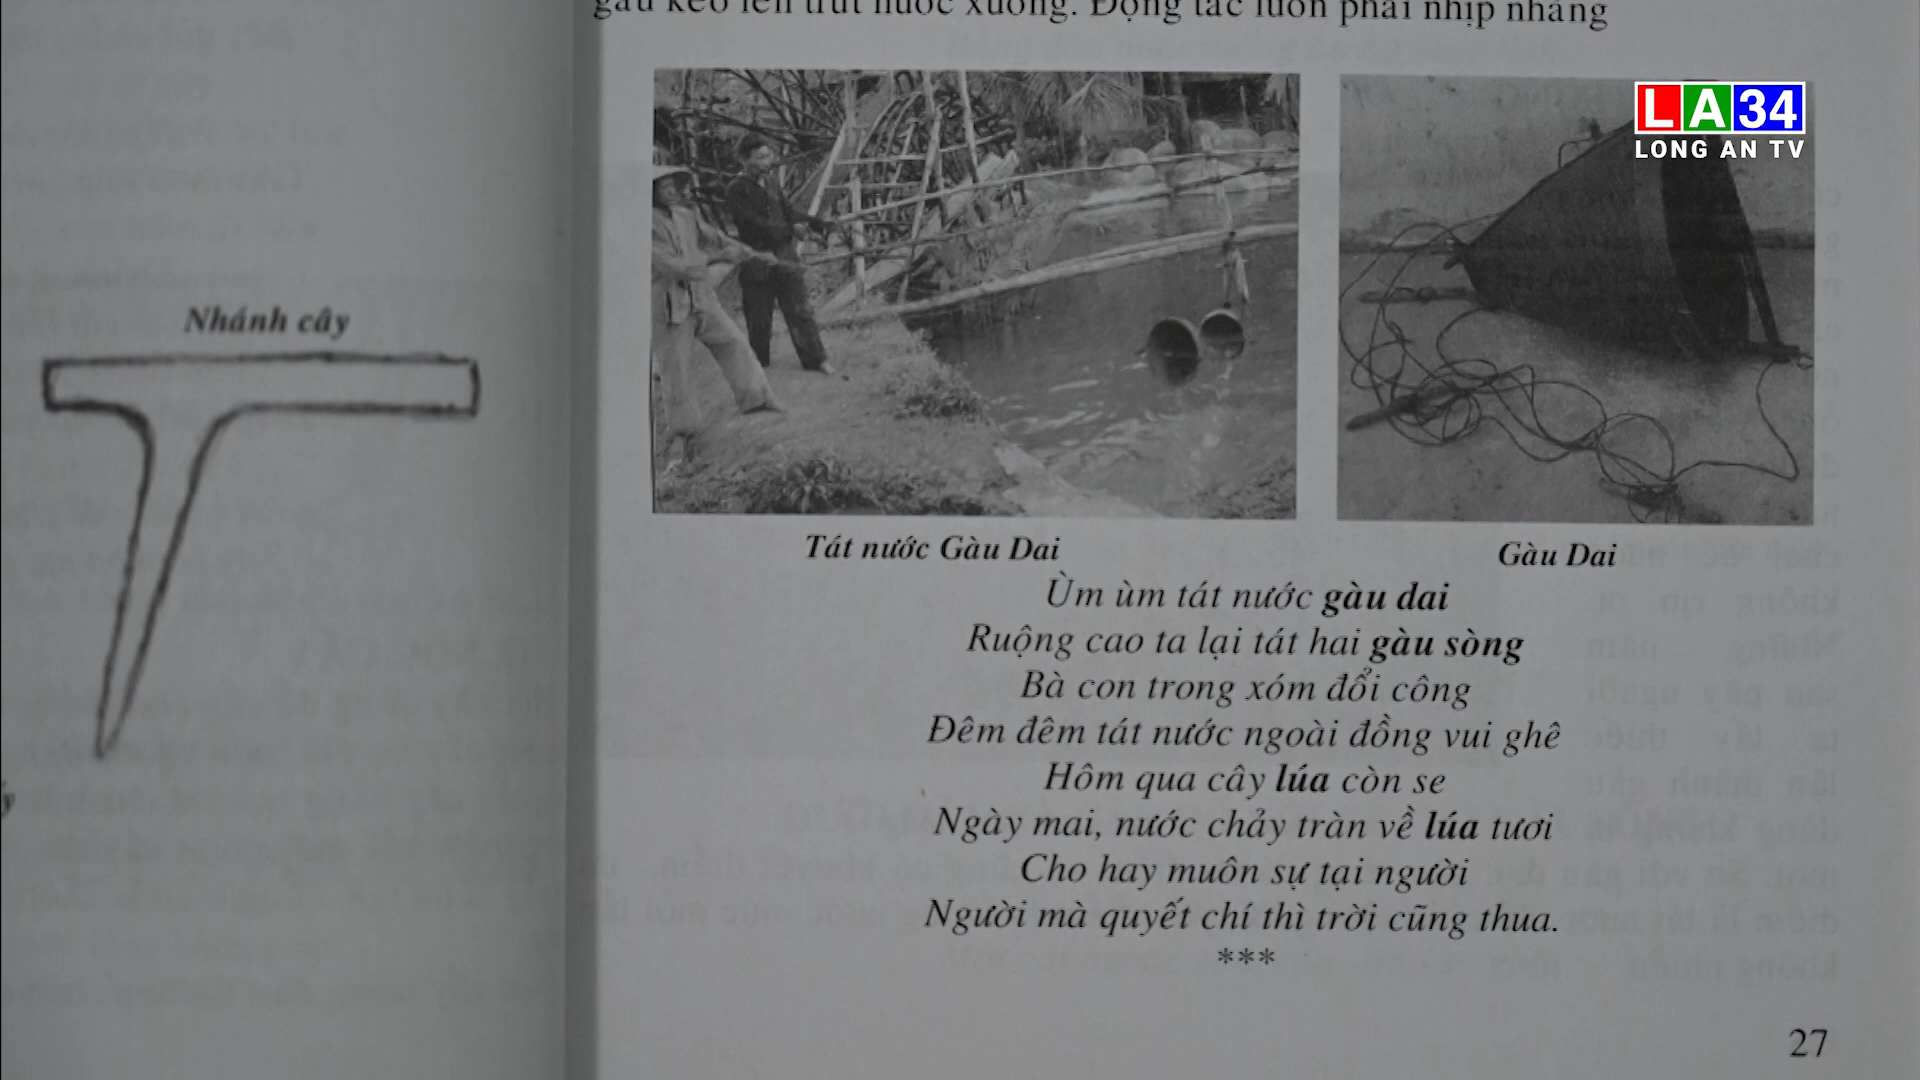 gàu kéo lên trút nước xuống. Động tác luôn phải nhịp nhàng
LA34
LONG AN TV
Nhánh cây
Tát nước Gàu Dai
Gàu Dai
Ùm ùm tát nước gàu dai
Ruộng cao ta lại tát hai gàu sòng
Bà con trong xóm đổi công
Đêm đêm tát nước ngoài đồng vui ghê
Hôm qua cây lúa còn se
Ngày mai, nước chảy tràn về lúa tươi
Cho hay muôn sự tại người
Người mà quyết chí thì trời cũng thua.
***
27